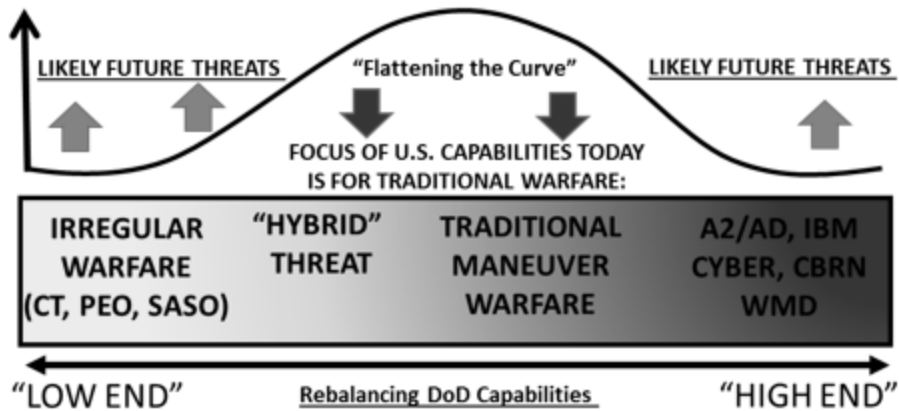 LIKELY FUTURE THREATS
"Flattening the Curve"
LIKELY FUTURE THREATS
FOCUS OF U.S. CAPABILITIES TODAY
IS FOR TRADITIONAL WARFARE:
IRREGULAR
WARFARE
(CT, PEO, SASO)
"HYBRID"
THREAT
TRADITIONAL
MANEUVER
WARFARE
A2/AD, IBM
CYBER, CBRN
WMD
"LOW END"
Rebalancing DoD Capabilities
"HIGH END"